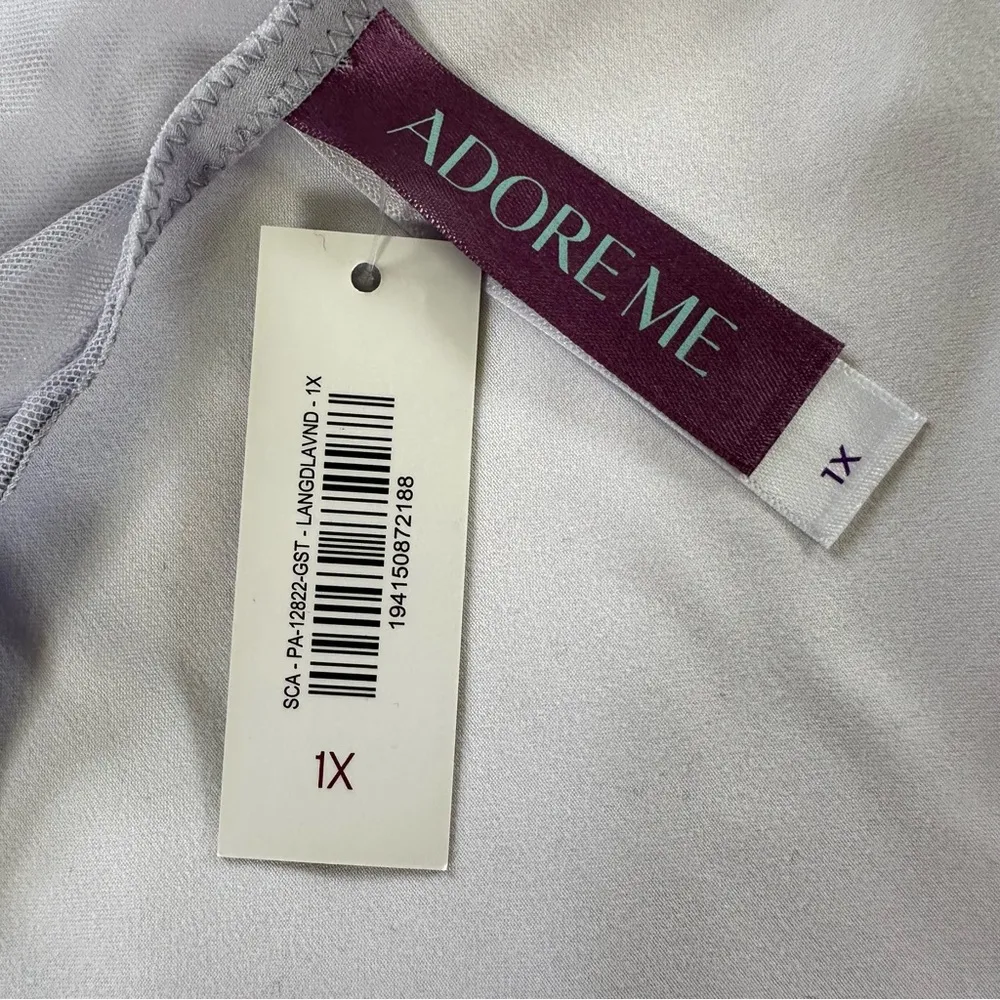 ADORE ME
1X
SCA - PA-12822-GST - LANGDLAVND - 1X
194150872188
1X